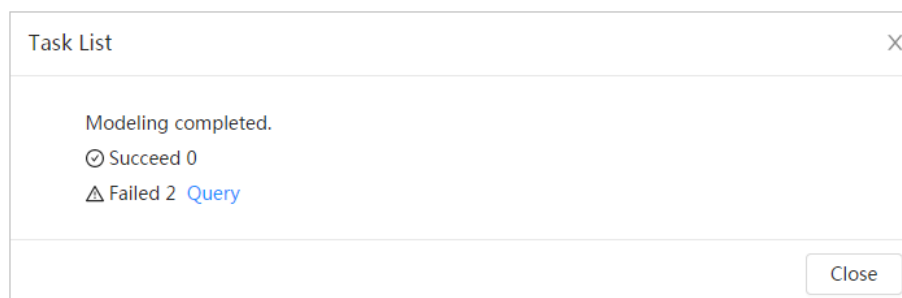 Task List
Modeling completed.
Succeed 0
Failed 2 Query
Close